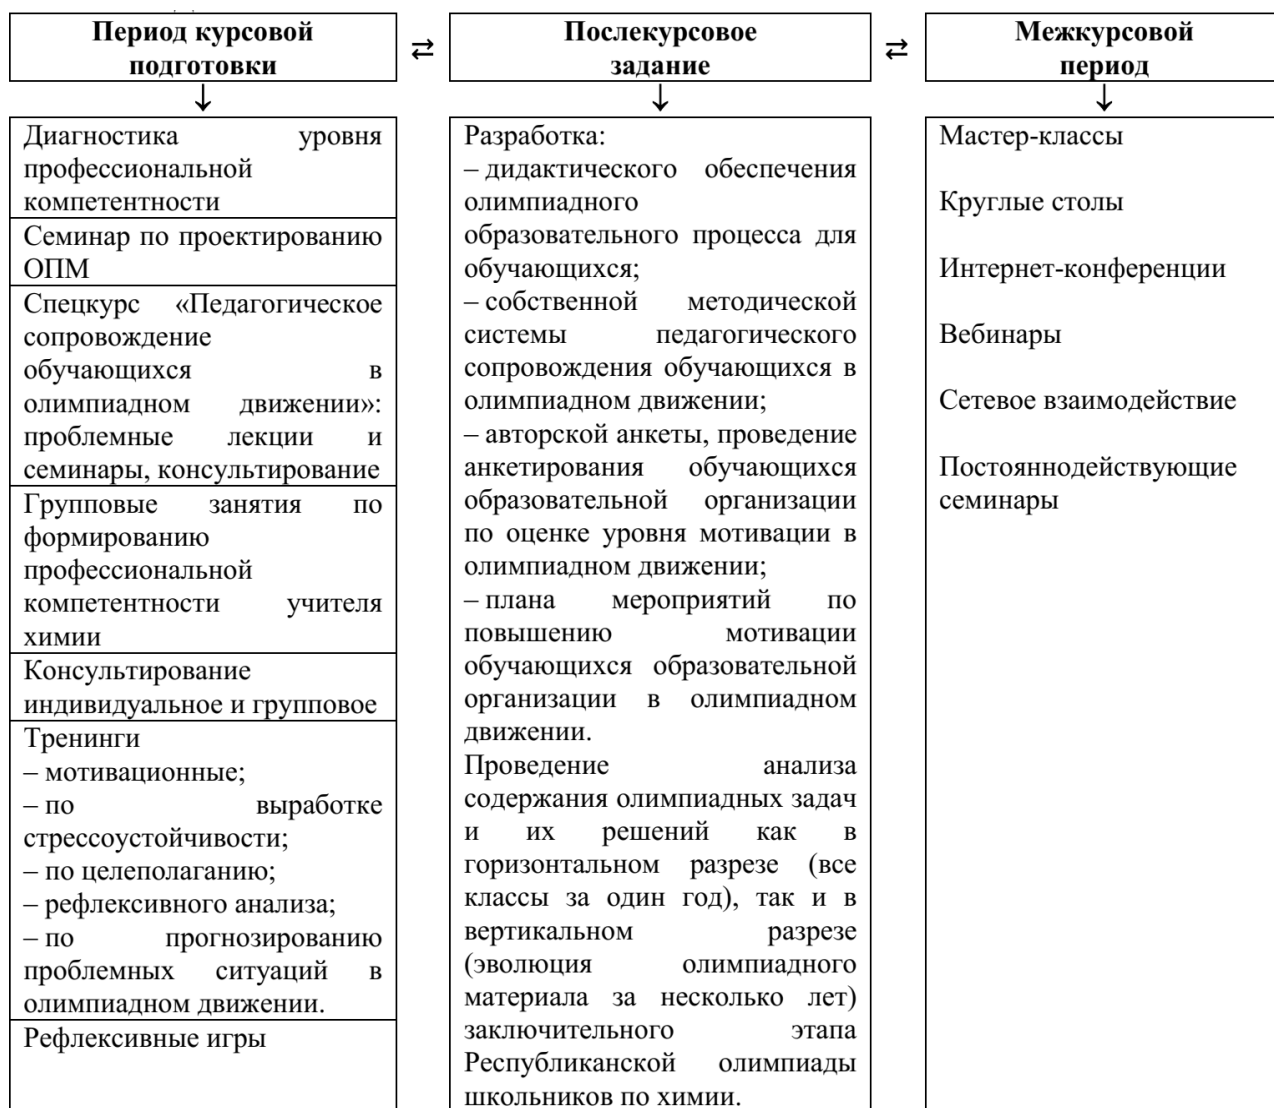 Период курсовой
подготовки
⇄
Послекурсовое
задание
⇄
Межкурсовой
период
↓
↓
↓
Диагностика уровня
профессиональной
компетентности
Семинар по проектированию
ОПМ
Спецкурс «Педагогическое
сопровождение
обучающихся в
олимпиадном движении»:
проблемные лекции и
семинары, консультирование
Групповые занятия по
формированию
профессиональной
компетентности учителя
химии
Консультирование
индивидуальное и групповое
Тренинги
– мотивационные;
– по выработке
стрессоустойчивости;
– по целеполаганию;
– рефлексивного анализа;
– по прогнозированию
проблемных ситуаций в
олимпиадном движении.
Рефлексивные игры
Разработка:
– дидактического обеспечения
олимпиадного
образовательного процесса для
обучающихся;
– собственной методической
системы педагогического
сопровождения обучающихся в
олимпиадном движении;
– авторской анкеты, проведение
анкетирования обучающихся
образовательной организации
по оценке уровня мотивации в
олимпиадном движении;
– плана мероприятий по
повышению мотивации
обучающихся образовательной
организации в олимпиадном
движении.
Проведение анализа
содержания олимпиадных задач
и их решений как в
горизонтальном разрезе (все
классы за один год), так и в
вертикальном разрезе
(эволюция олимпиадного
материала за несколько лет)
заключительного этапа
Республиканской олимпиады
школьников по химии.
Мастер-классы
Круглые столы
Интернет-конференции
Вебинары
Сетевое взаимодействие
Постояннодействующие
семинары